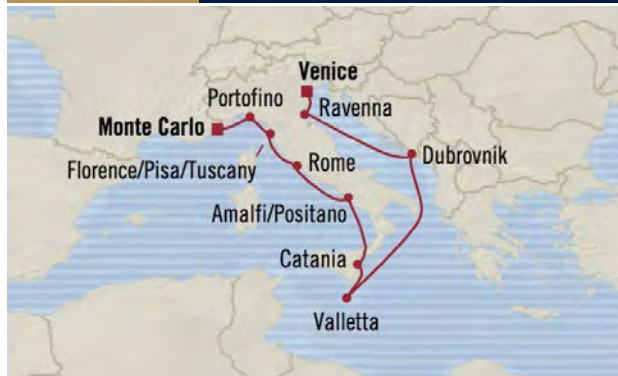 Venice
Portofino
Ravenna
Monte Carlo
Dubrovnik
Florence/Pisa/Tuscany
Rome
Amalfi/Positano
Catania
Valletta